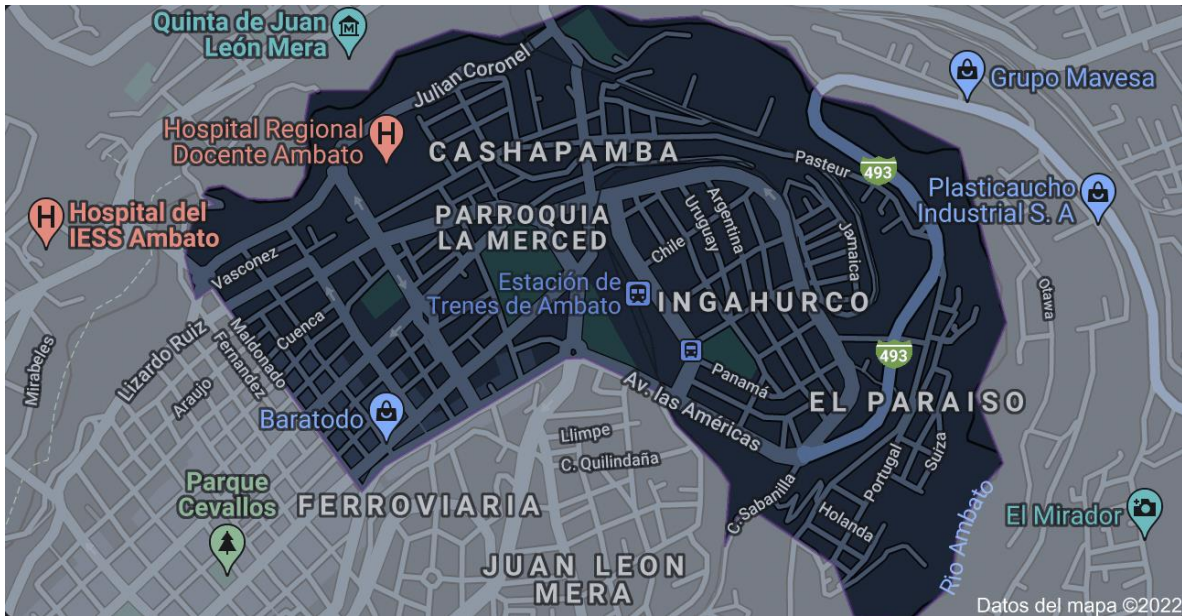 Quinta de Juan
León Mera
Julian Coronel
Grupo Mavesa
Hospital Regional
Docente Ambato
CASHAPAMBA
Pasteur
493
Plasticaucho
Industrial S. A
Hospital del
IESS Ambato
PARROQUIA
LA MERCED
Argentina
Uruguay
Chile
Jamaica
Vasconez
Estación de
Trenes de Ambato
INGAHURCO
Otawa
Mirabeles
Lizardo Ruiz
Maldonado
Fernandez
Cuenca
Araujo
493
Panamá
Av. las Américas
EL PARAISO
Baratodo
Llimpe
C. Quilindaña
Portugal
Suiza
Parque
Cevallos
FERROVIARIA
C. Sabanilla
Holanda
Rio Ambato
El Mirador
JUAN LEON
MERA
Datos del mapa ©2022